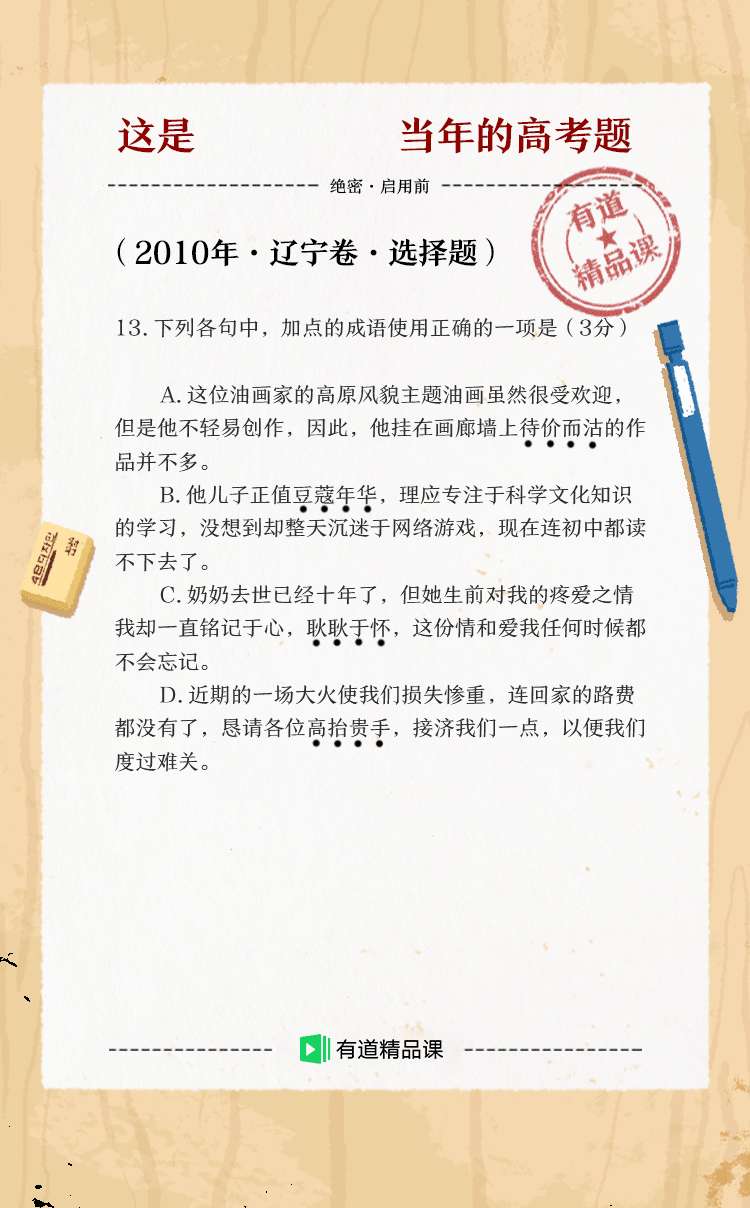 这是 当年的高考题
绝密·启用前
有道
精品课
（2010年·辽宁卷·选择题）
13.下列各句中，加点的成语使用正确的一项是（3分）
A.这位油画家的高原风貌主题油画虽然很受欢迎，
但是他不轻易创作，因此，他挂在画廊墙上待价而沽的作
品并不多。
B.他儿子正值豆蔻年华，理应专注于科学文化知识
的学习，没想到却整天沉迷于网络游戏，现在连初中都读
不下去了。
C.奶奶去世已经十年了，但她生前对我的疼爱之情
我却一直铭记于心，耿耿于怀，这份情和爱我任何时候都
不会忘记。
D.近期的一场大火使我们损失惨重，连回家的路费
都没有了，恳请各位高抬贵手，接济我们一点，以便我们
度过难关。
有道精品课